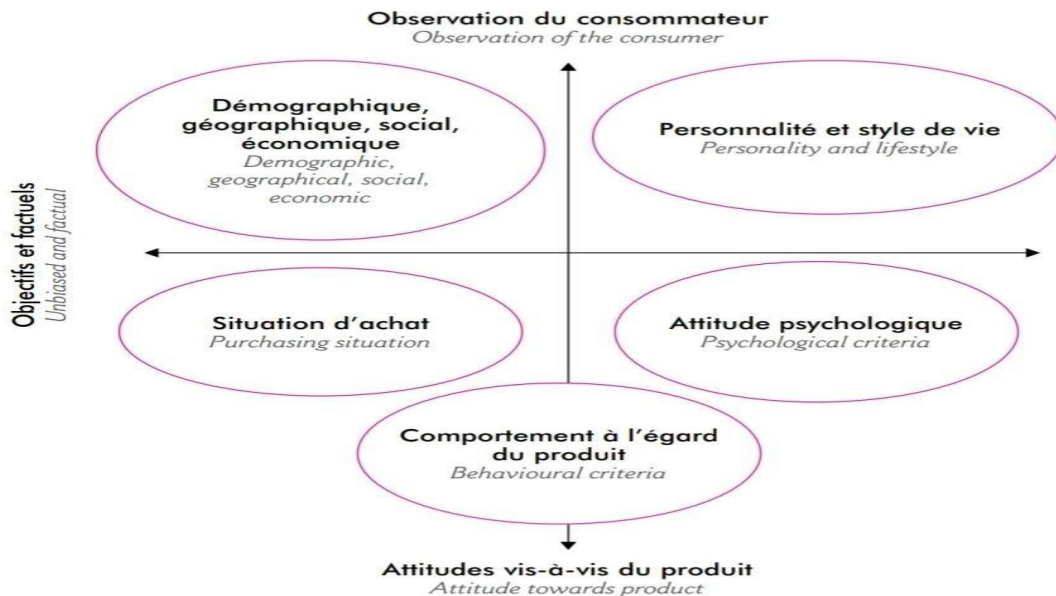 Observation du consommateur
Observation of the consumer
Démographique,
géographique, social,
économique
Demographic,
geographical, social,
economic
Personnalité et style de vie
Personality and lifestyle
Objectifs et factuels
Unbiased and factual
Situation d'achat
Purchasing situation
Attitude psychologique
Psychological criteria
Comportement à l'égard
du produit
Behavioural criteria
Attitudes vis-à-vis du produit
Attitude towards product